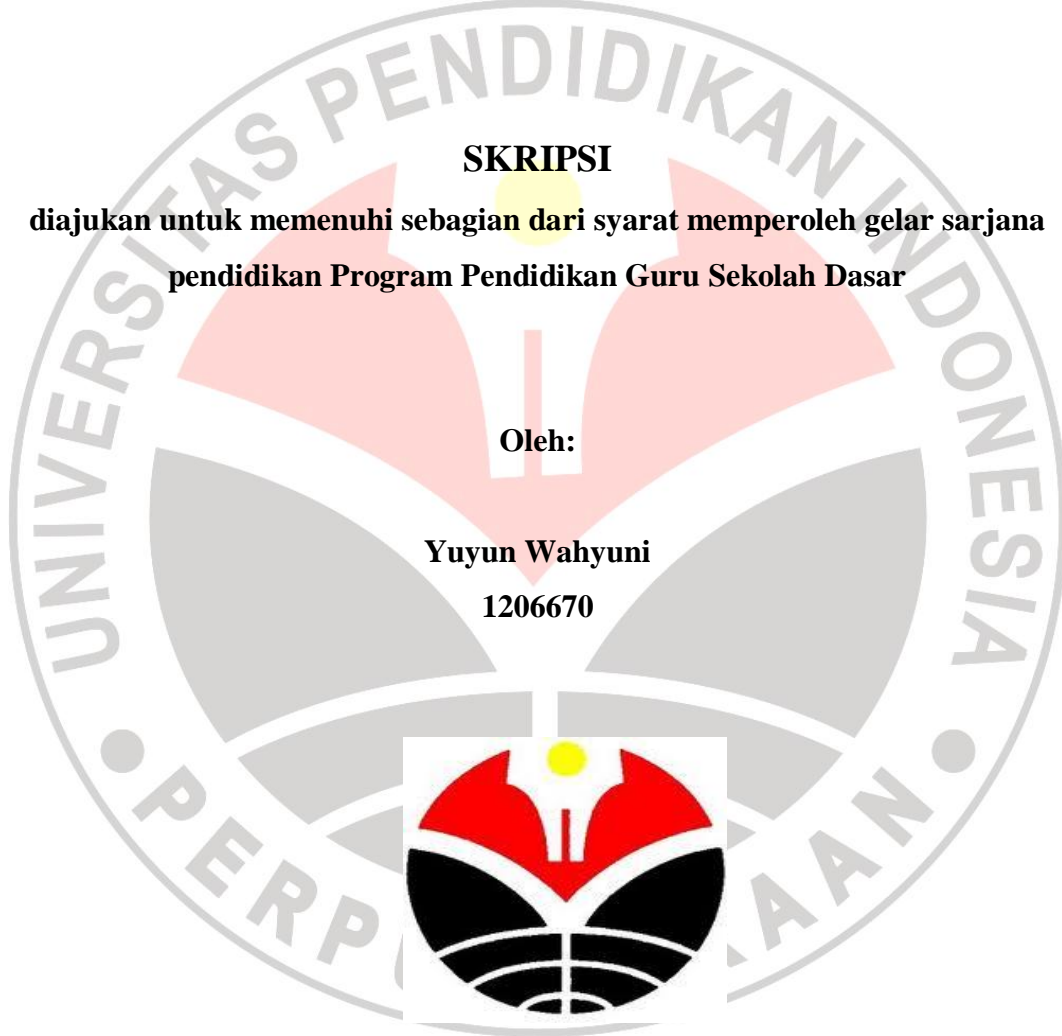 SKRIPSI
diajukan untuk memenuhi sebagian dari syarat memperoleh gelar sarjana
pendidikan Program Pendidikan Guru Sekolah Dasar
Oleh:
Yuyun Wahyuni
1206670
UNIVERSITAS PENDIDIKAN INDONESIA